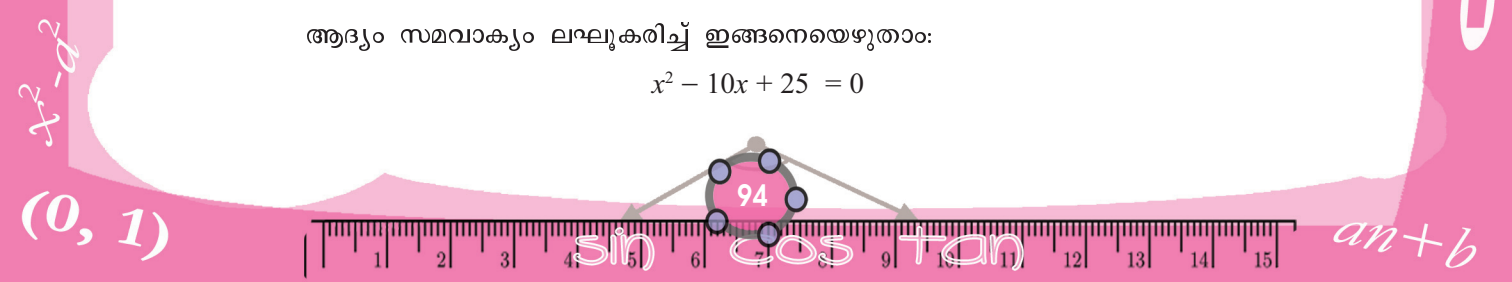 ആദ്യം സമവാക്യം ലഘൂകരിച്ച് ഇങ്ങനെയെഴുതാം:
x² – 10x + 25 = 0
x²-a²
(0, 1)
94
sin cos tan
1 2 3 4 5 6 7 8 9 10 11 12 13 14 15
an+b